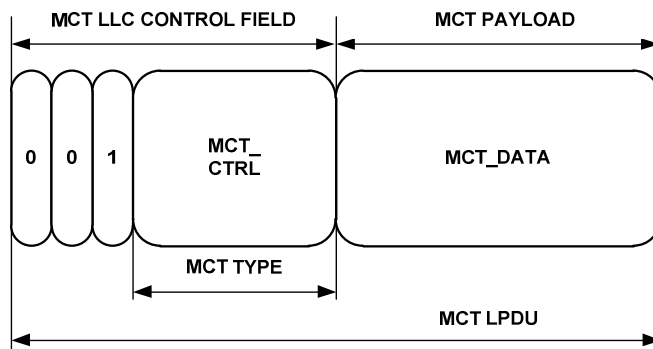 MCT LLC CONTROL FIELD MCT PAYLOAD
0 0 1 MCT_ CTRL MCT_DATA
MCT TYPE
MCT LPDU